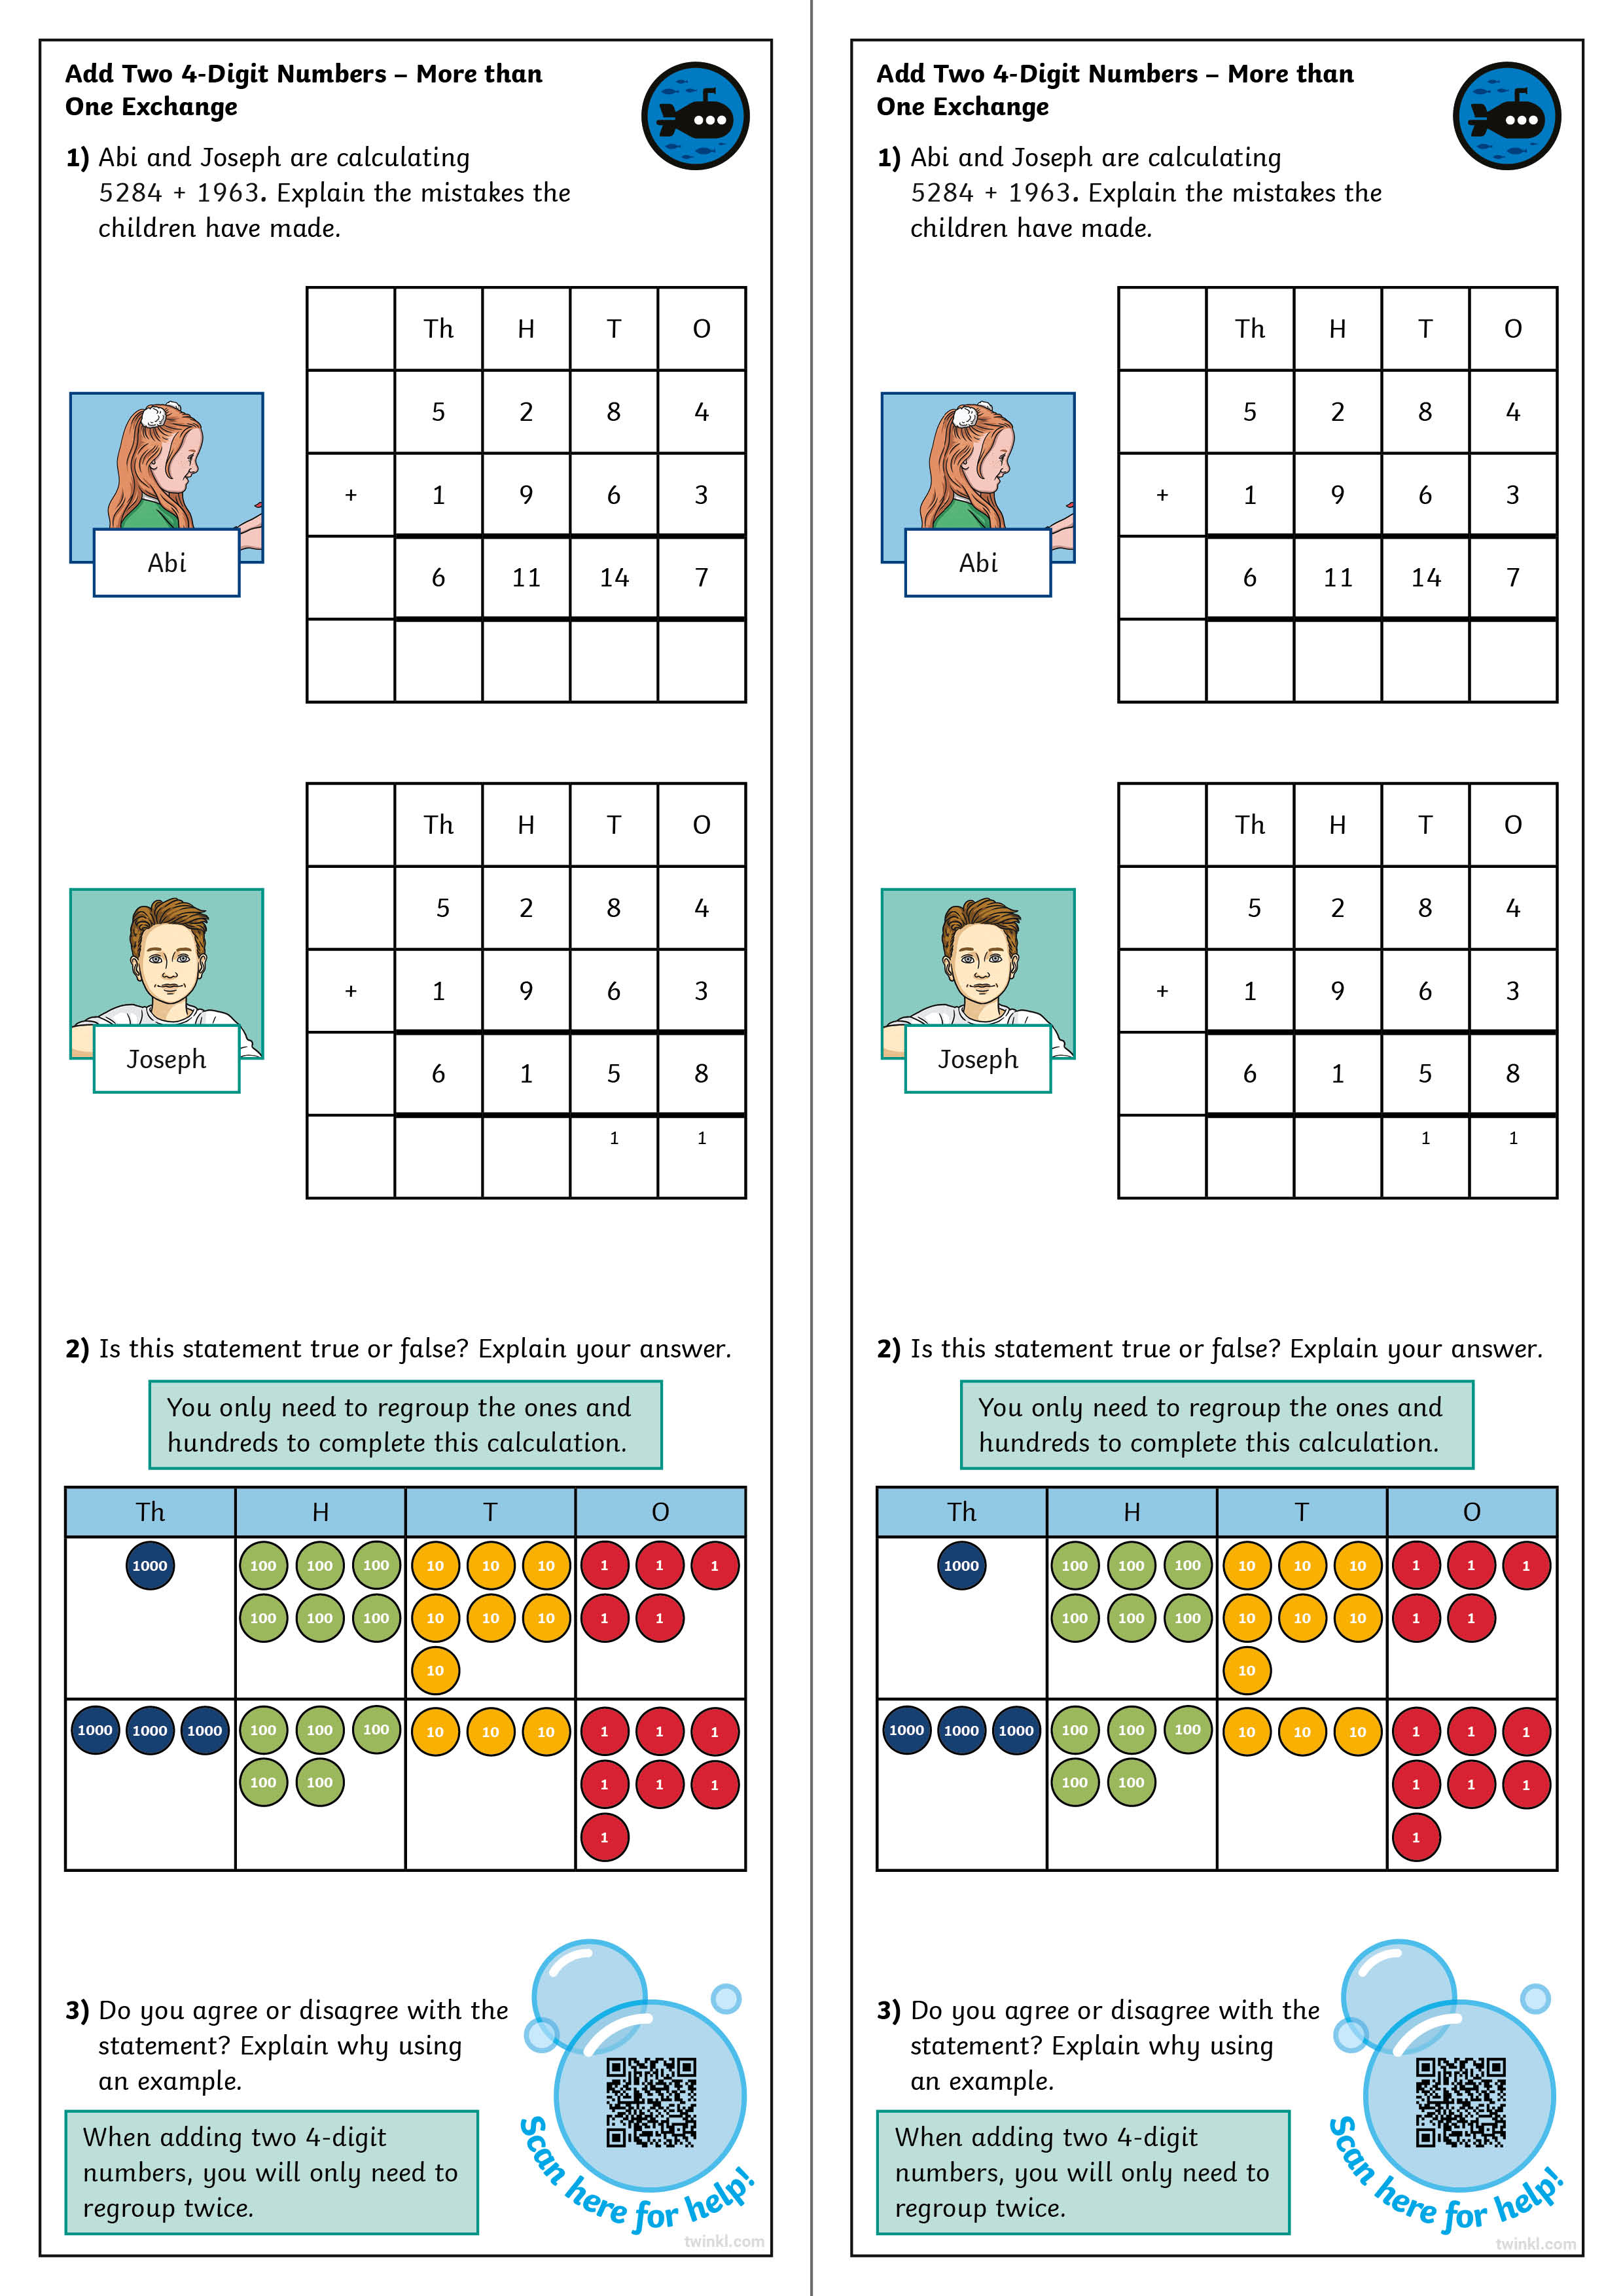 Add Two 4-Digit Numbers – More than
One Exchange
1) Abi and Joseph are calculating
5284 + 1963. Explain the mistakes the
children have made.
Th H T O
5 2 8 4
+ 1 9 6 3
6 11 14 7
Abi
Th H T O
5 2 8 4
+ 1 9 6 3
6 1 5 8
1 1
Joseph
2) Is this statement true or false? Explain your answer.
You only need to regroup the ones and
hundreds to complete this calculation.
Th H T O
1000 100 100 100 10 10 10 1 1 1
100 100 100 10 10 10 1 1
10
1000 1000 1000 100 100 100 10 10 10 1 1 1
100 100 1 1 1
1
3) Do you agree or disagree with the
statement? Explain why using
an example.
When adding two 4-digit
numbers, you will only need to
regroup twice.
Scan here for help!
twinkl.com
Add Two 4-Digit Numbers – More than
One Exchange
1) Abi and Joseph are calculating
5284 + 1963. Explain the mistakes the
children have made.
Th H T O
5 2 8 4
+ 1 9 6 3
6 11 14 7
Abi
Th H T O
5 2 8 4
+ 1 9 6 3
6 1 5 8
1 1
Joseph
2) Is this statement true or false? Explain your answer.
You only need to regroup the ones and
hundreds to complete this calculation.
Th H T O
1000 100 100 100 10 10 10 1 1 1
100 100 100 10 10 10 1 1
10
1000 1000 1000 100 100 100 10 10 10 1 1 1
100 100 1 1 1
1
3) Do you agree or disagree with the
statement? Explain why using
an example.
When adding two 4-digit
numbers, you will only need to
regroup twice.
Scan here for help!
twinkl.com